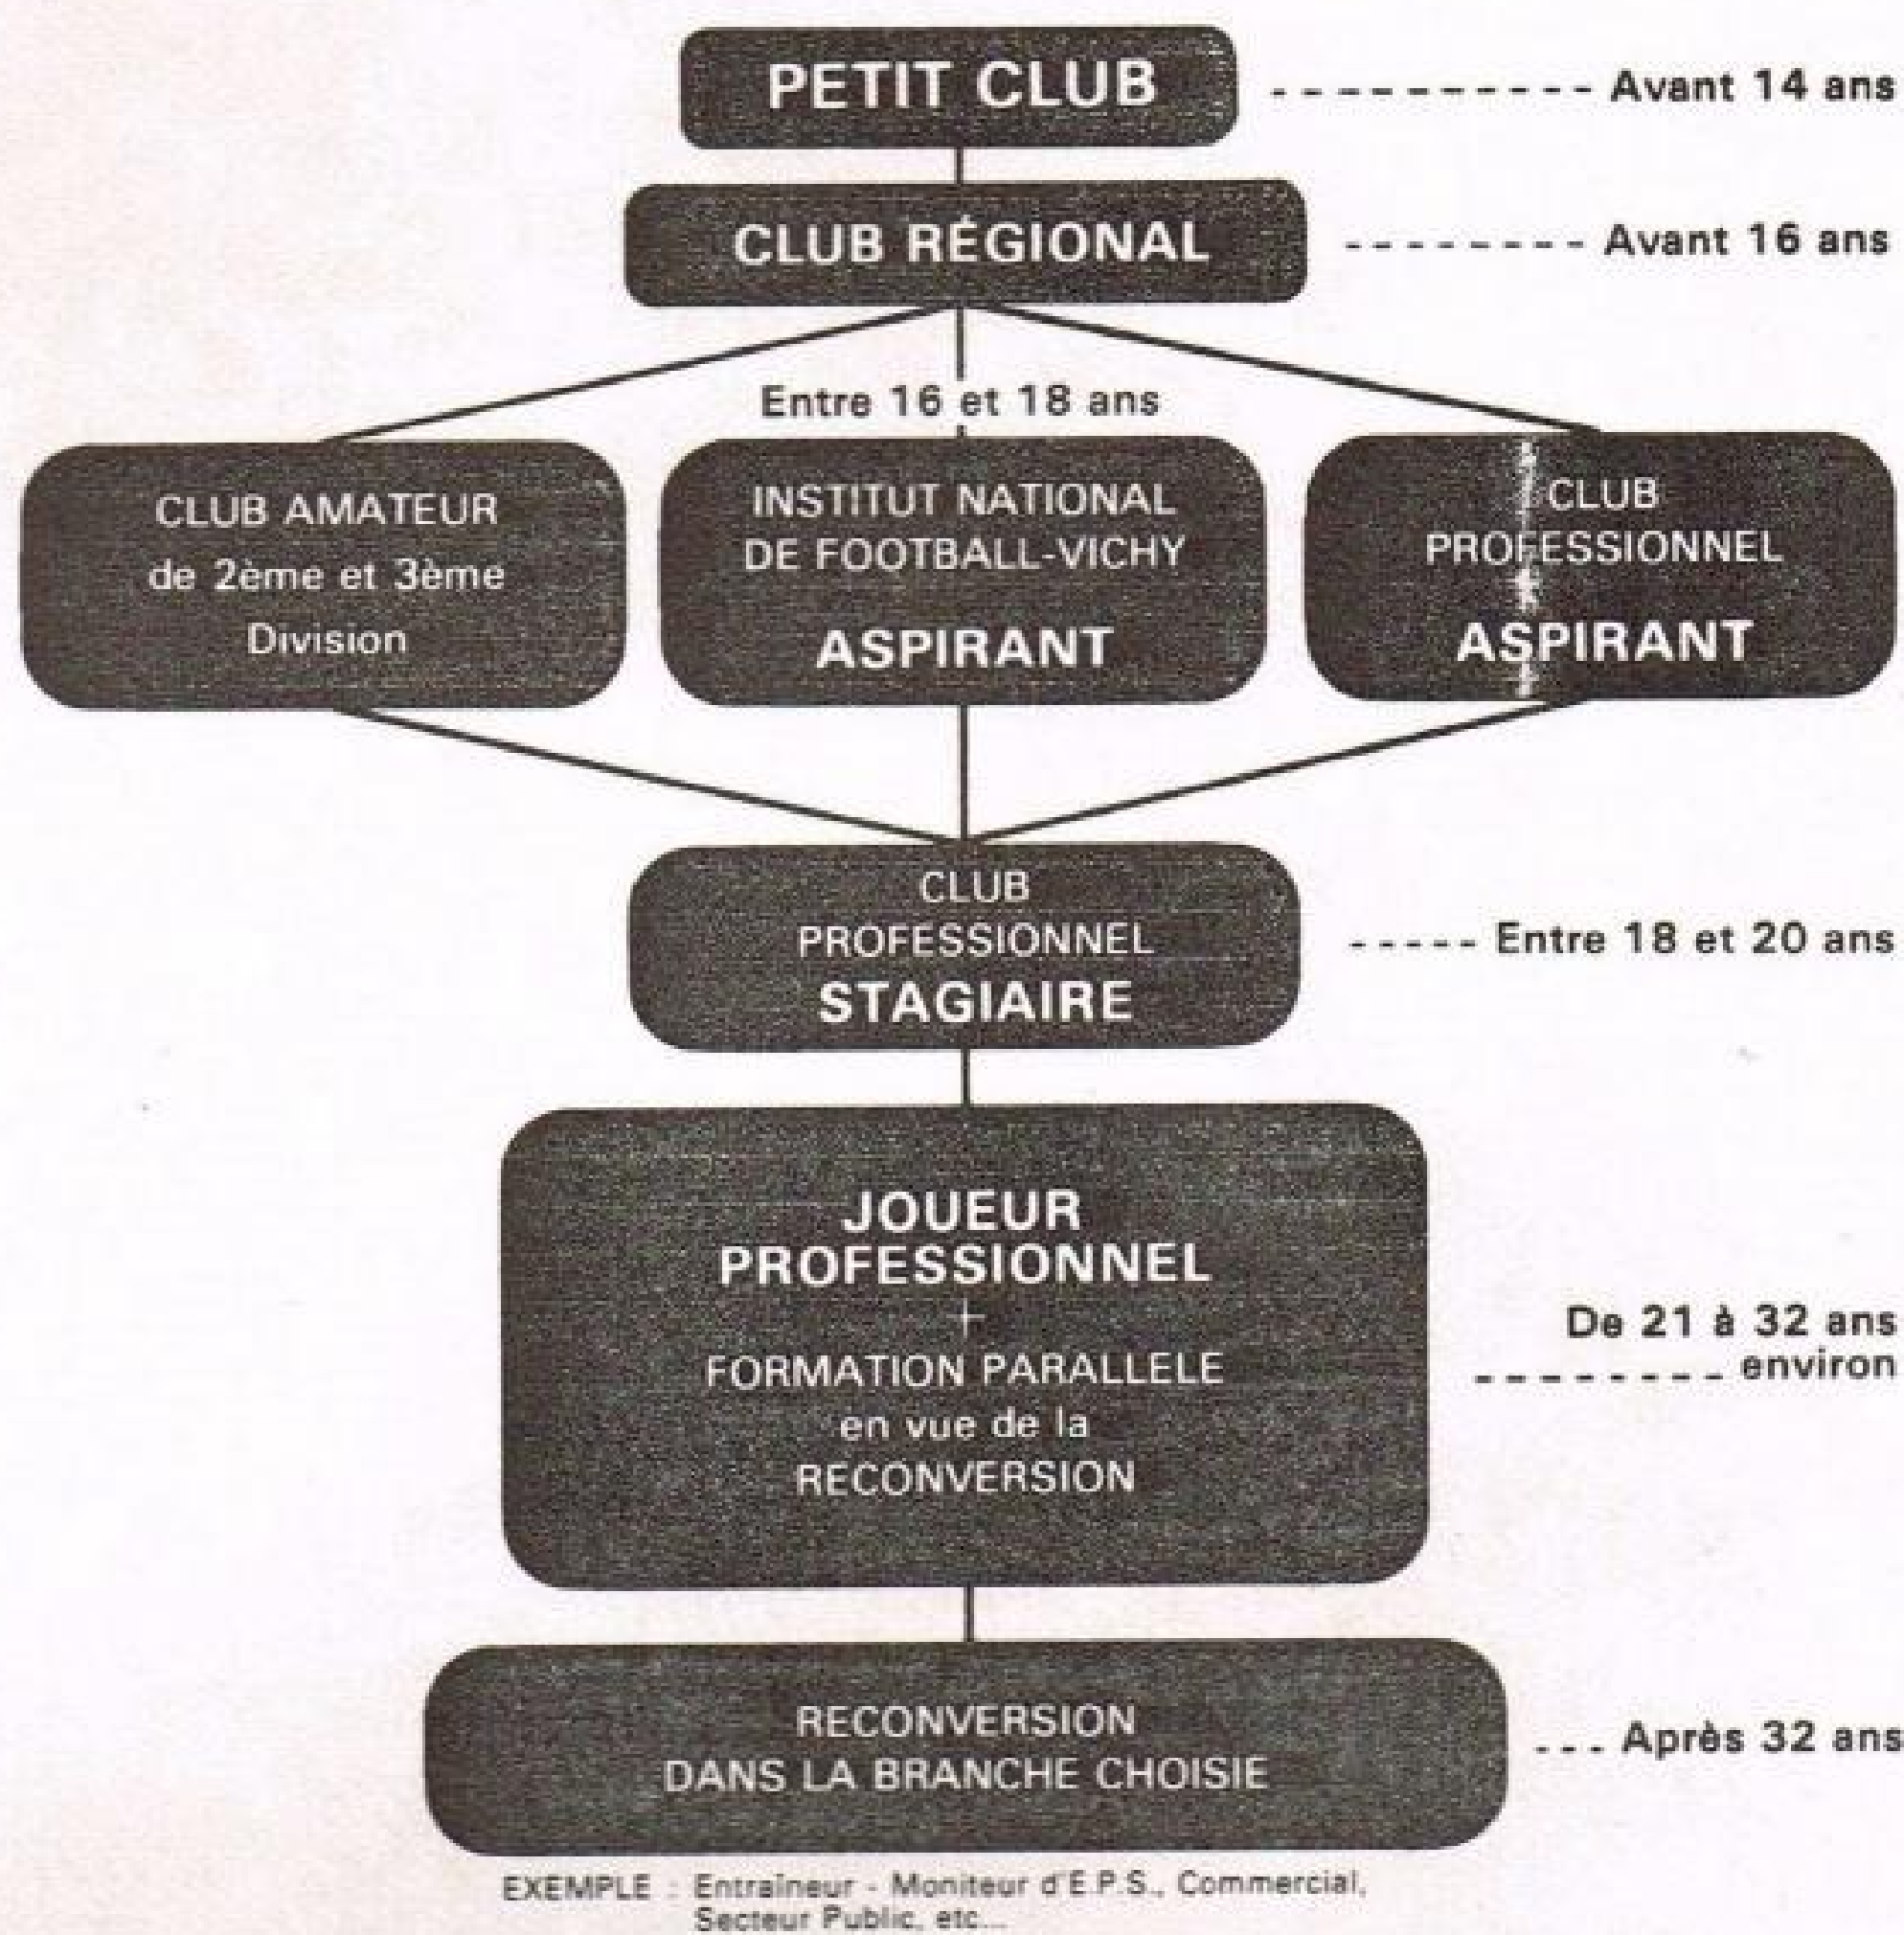 PETIT CLUB
Avant 14 ans
CLUB RÉGIONAL
Avant 16 ans
Entre 16 et 18 ans
CLUB AMATEUR
de 2ème et 3ème
Division
INSTITUT NATIONAL
DE FOOTBALL-VICHY
ASPIRANT
CLUB
PROFESSIONNEL
ASPIRANT
CLUB
PROFESSIONNEL
STAGIAIRE
Entre 18 et 20 ans
JOUEUR
PROFESSIONNEL
+
FORMATION PARALLELE
en vue de la
RECONVERSION
De 21 à 32 ans
environ
RECONVERSION
DANS LA BRANCHE CHOISIE
Après 32 ans
EXEMPLE : Entraîneur - Moniteur d'E.P.S., Commercial,
Secteur Public, etc...